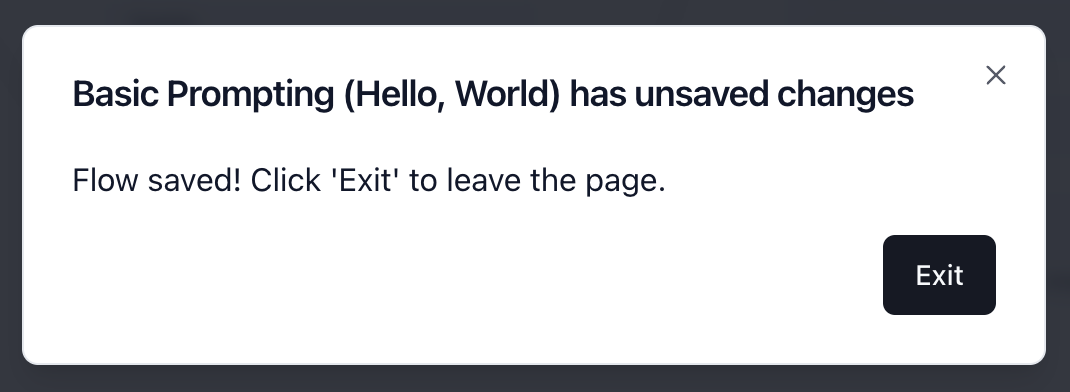 Basic Prompting (Hello, World) has unsaved changes
Flow saved! Click 'Exit' to leave the page.
Exit